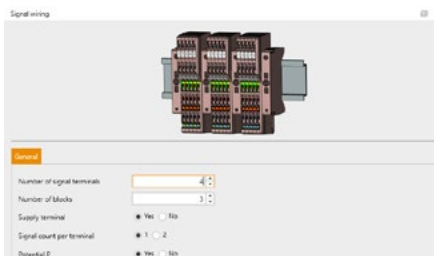 Signal wiring
General
Number of signal terminals 4
Number of blocks 3
Supply terminal Yes No
Signal count per terminal 1 2
Potential P Yes No